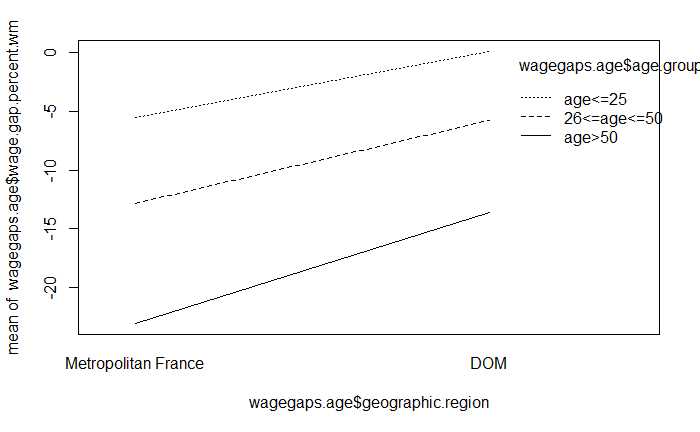 mean of  wagegaps.age$wage.gap.percent.wm
0
-5
-10
-15
-20
wagegaps.age$age.group
age<=25
26<=age<=50
age>50
Metropolitan France
DOM
wagegaps.age$geographic.region